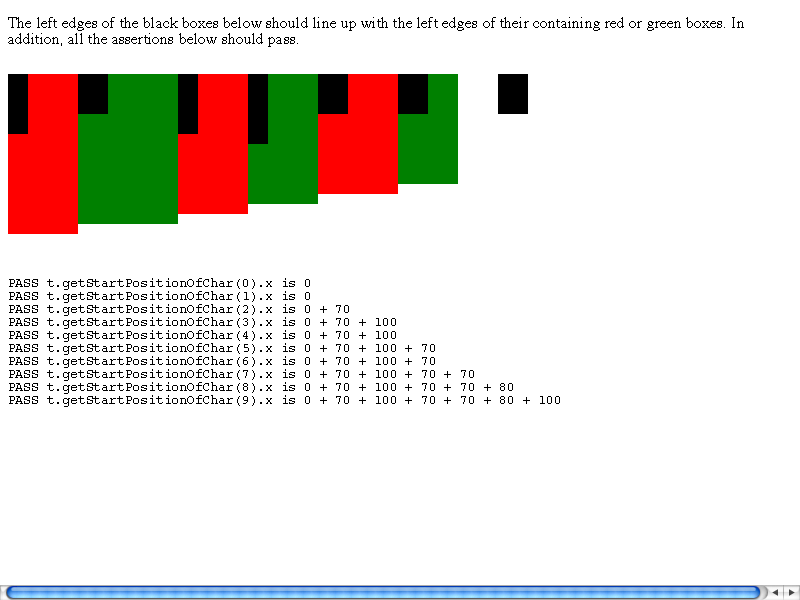 The left edges of the black boxes below should line up with the left edges of their containing red or green boxes. In
addition, all the assertions below should pass.
PASS t.getStartPositionOfChar(0).x is 0
PASS t.getStartPositionOfChar(1).x is 0
PASS t.getStartPositionOfChar(2).x is 0 + 70
PASS t.getStartPositionOfChar(3).x is 0 + 70 + 100
PASS t.getStartPositionOfChar(4).x is 0 + 70 + 100
PASS t.getStartPositionOfChar(5).x is 0 + 70 + 100 + 70
PASS t.getStartPositionOfChar(6).x is 0 + 70 + 100 + 70
PASS t.getStartPositionOfChar(7).x is 0 + 70 + 100 + 70 + 70
PASS t.getStartPositionOfChar(8).x is 0 + 70 + 100 + 70 + 70 + 80
PASS t.getStartPositionOfChar(9).x is 0 + 70 + 100 + 70 + 70 + 80 + 100